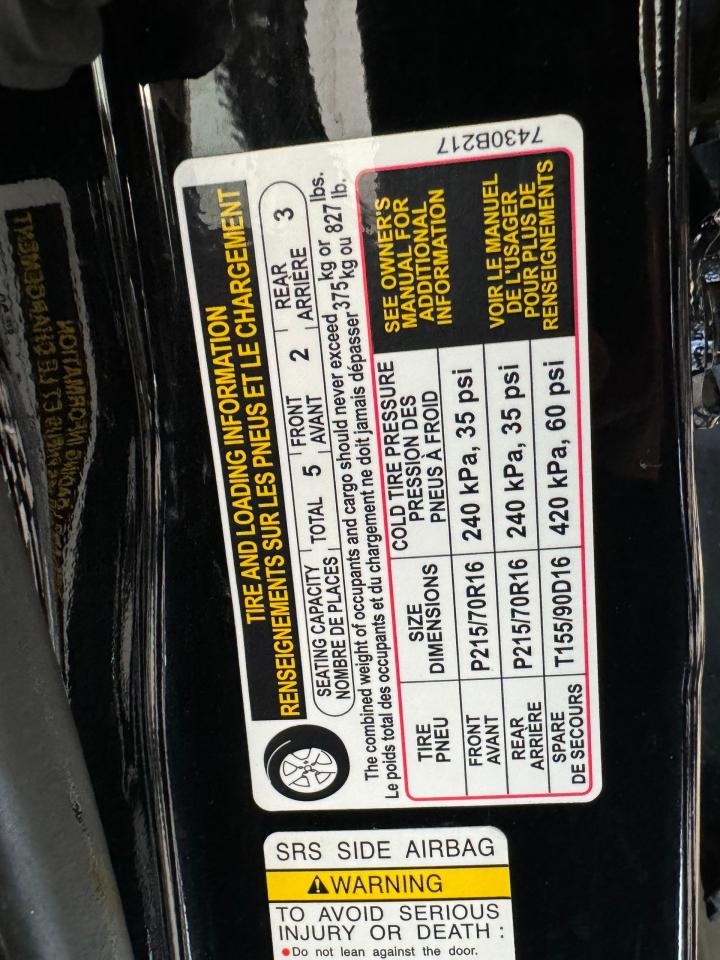 7430B217
TIRE AND LOADING INFORMATION
RENSEIGNEMENTS SUR LES PNEUS ET LE CHARGEMENT
SEATING CAPACITY TOTAL 5 FRONT 2 REAR 3
NOMBRE DE PLACES AVANT ARRIÈRE
The combined weight of occupants and cargo should never exceed 375 kg or 827 lbs.
Le poids total des occupants et du chargement ne doit jamais dépasser kg ou lb.
TIRE SIZE COLD TIRE PRESSURE
PNEU DIMENSIONS PRESSION DES
PNEUS À FROID
FRONT P215/70R16 240 kPa, 35 psi
AVANT
REAR P215/70R16 240 kPa, 35 psi
ARRIÈRE
SPARE T155/90D16 420 kPa, 60 psi
DE SECOURS
SEE OWNER'S
MANUAL FOR
ADDITIONAL
INFORMATION
VOIR LE MANUEL
DE L'USAGER
POUR PLUS DE
RENSEIGNEMENTS
SRS SIDE AIRBAG
WARNING
TO AVOID SERIOUS
INJURY OR DEATH :
Do not lean against the door.